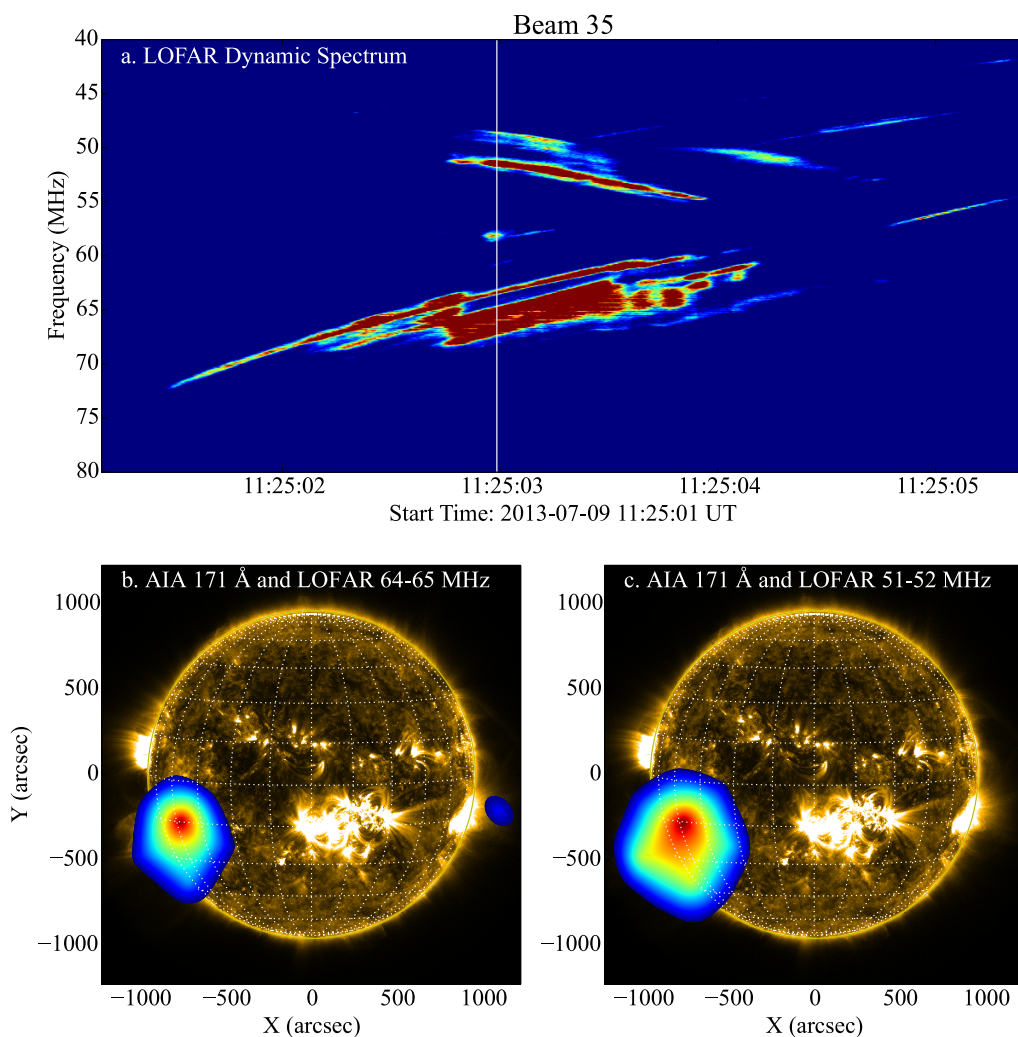 Beam 35
a. LOFAR Dynamic Spectrum
40
45
50
55
60
65
70
75
80
Frequency (MHz)
11:25:02 11:25:03 11:25:04 11:25:05
Start Time: 2013-07-09 11:25:01 UT
b. AIA 171 Å and LOFAR 64-65 MHz
1000
500
0
−500
−1000
Y (arcsec)
−1000 −500 0 500 1000
X (arcsec)
c. AIA 171 Å and LOFAR 51-52 MHz
1000
500
0
−500
−1000
−1000 −500 0 500 1000
X (arcsec)